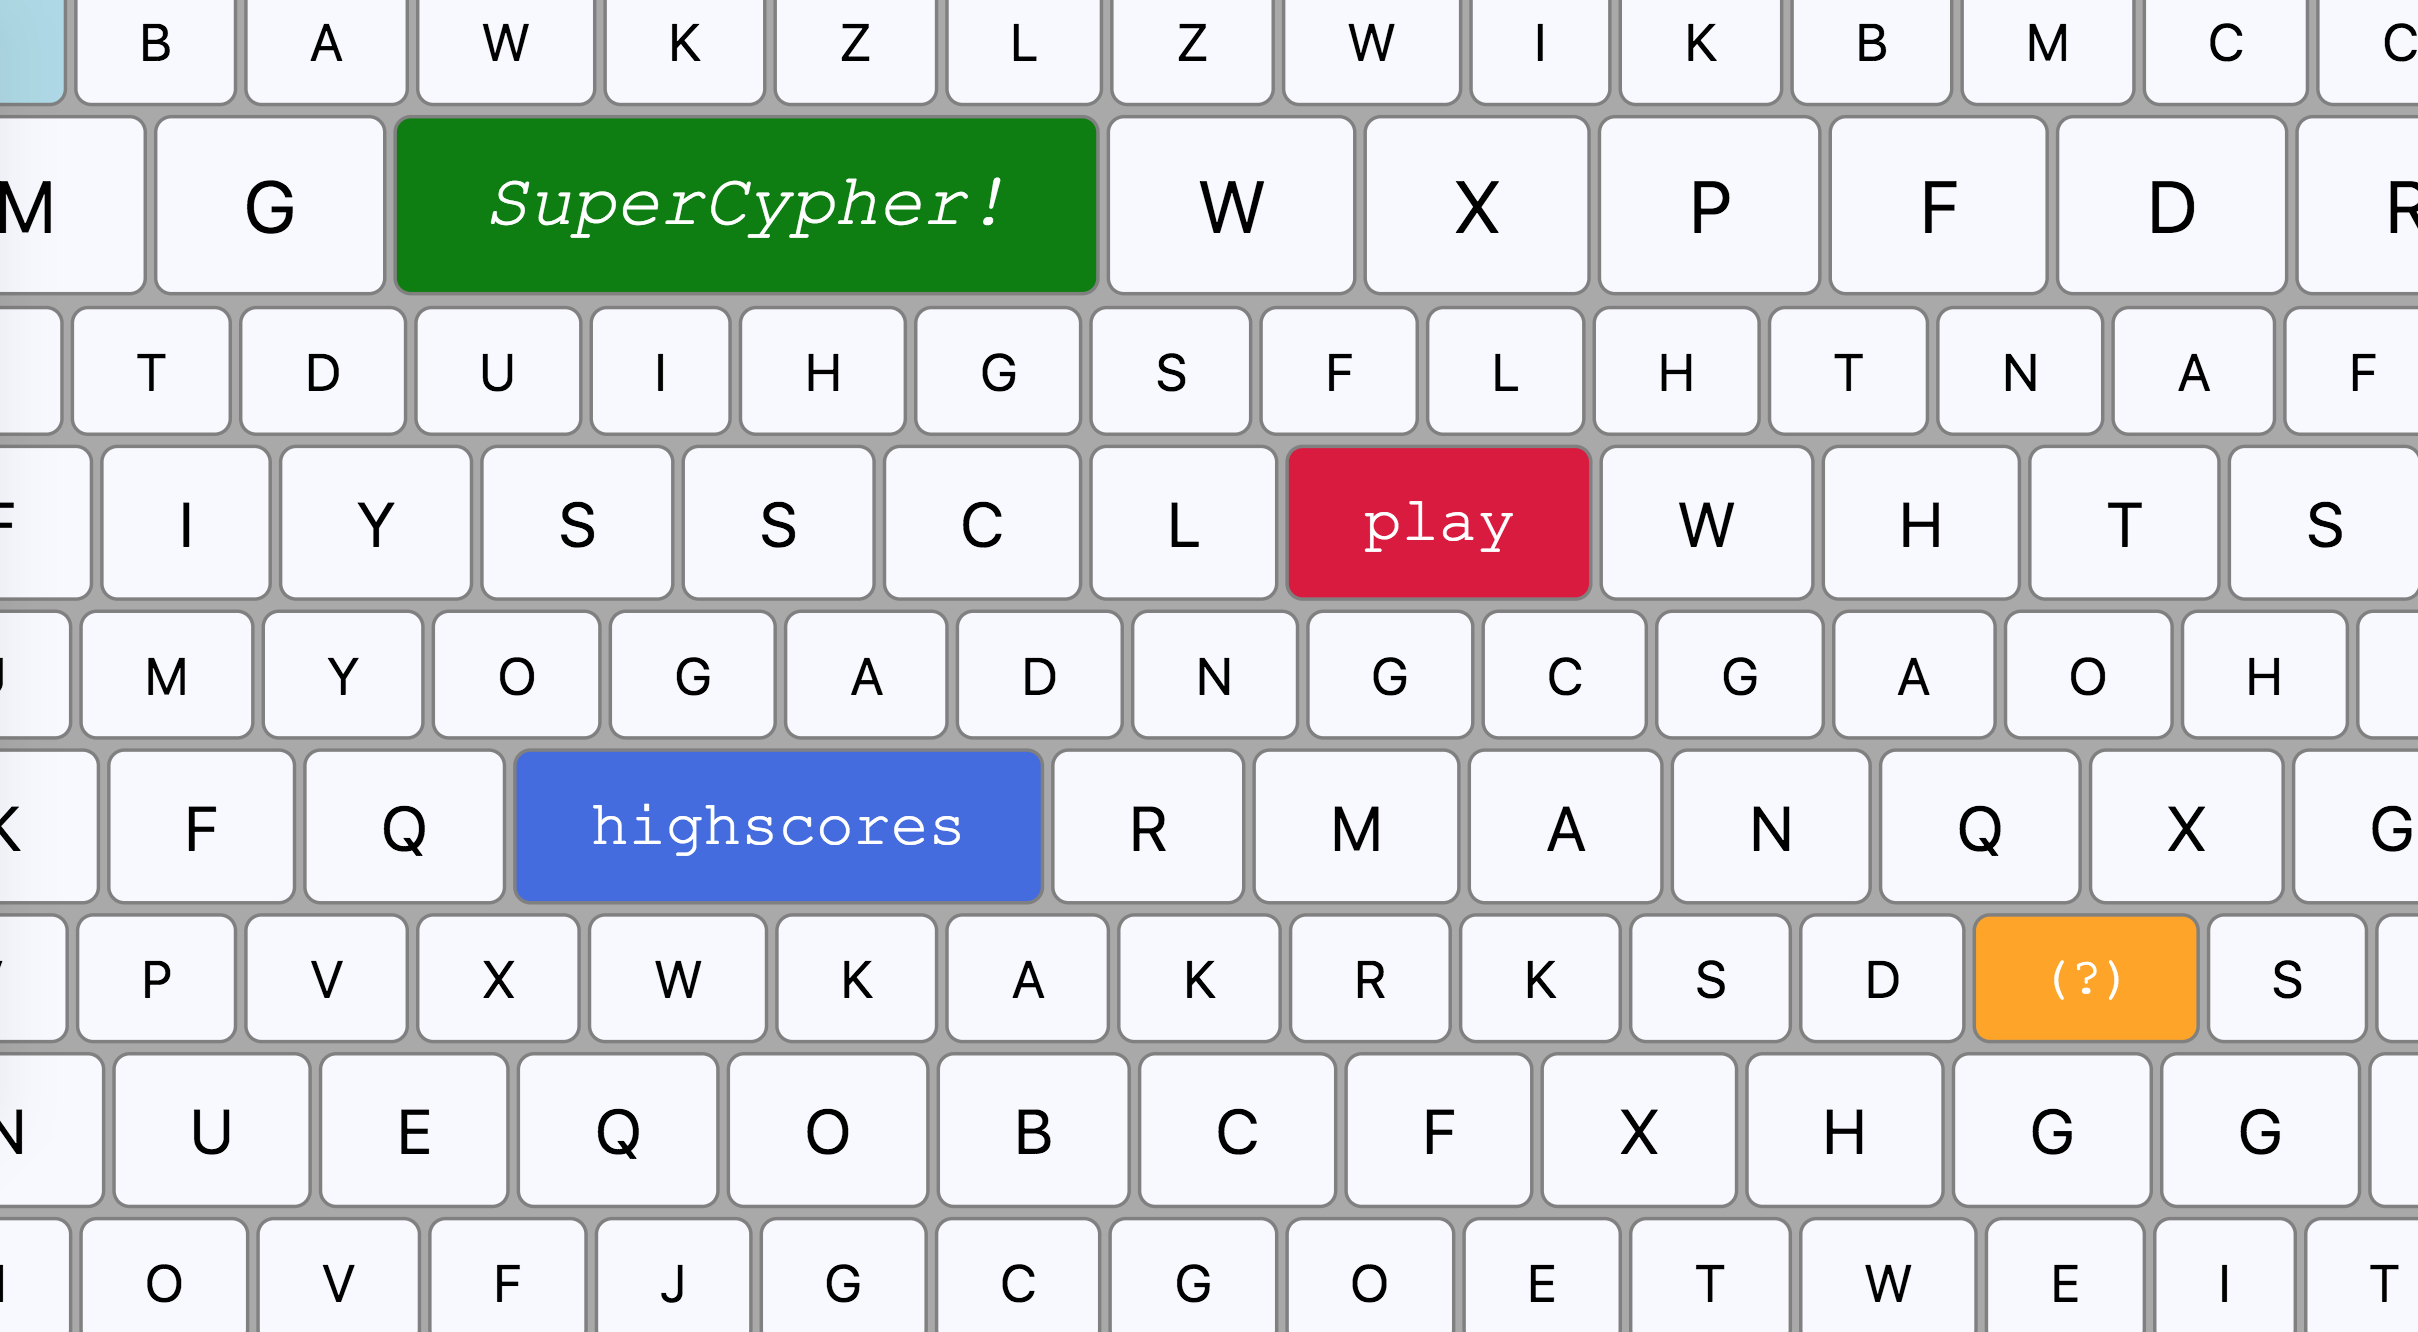 B A W K Z L Z W I K B M C C
M G SuperCypher! W X P F D R
T D U I H G S F L H T N A F
F I Y S S C L play W H T S
M Y O G A D N G C G A O H
K F Q highscores R M A N Q X G
P V X W K A K R K S D (?) S
N U E Q O B C F X H G G
O V F J G C G O E T W E I T